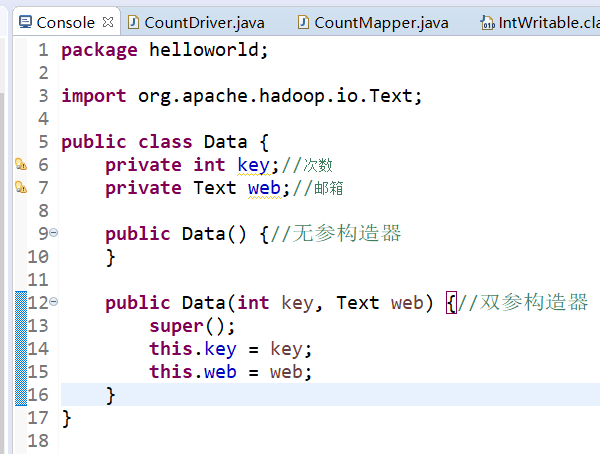 Console CountDriver.java CountMapper.java IntWritable.cla
1 package helloworld;
2
3 import org.apache.hadoop.io.Text;
4
5 public class Data {
6 private int key;//次数
7 private Text web;//邮箱
8
9 public Data() {//无参构造器
10 }
11
12 public Data(int key, Text web) {//双参构造器
13 super();
14 this.key = key;
15 this.web = web;
16 }
17 }
18